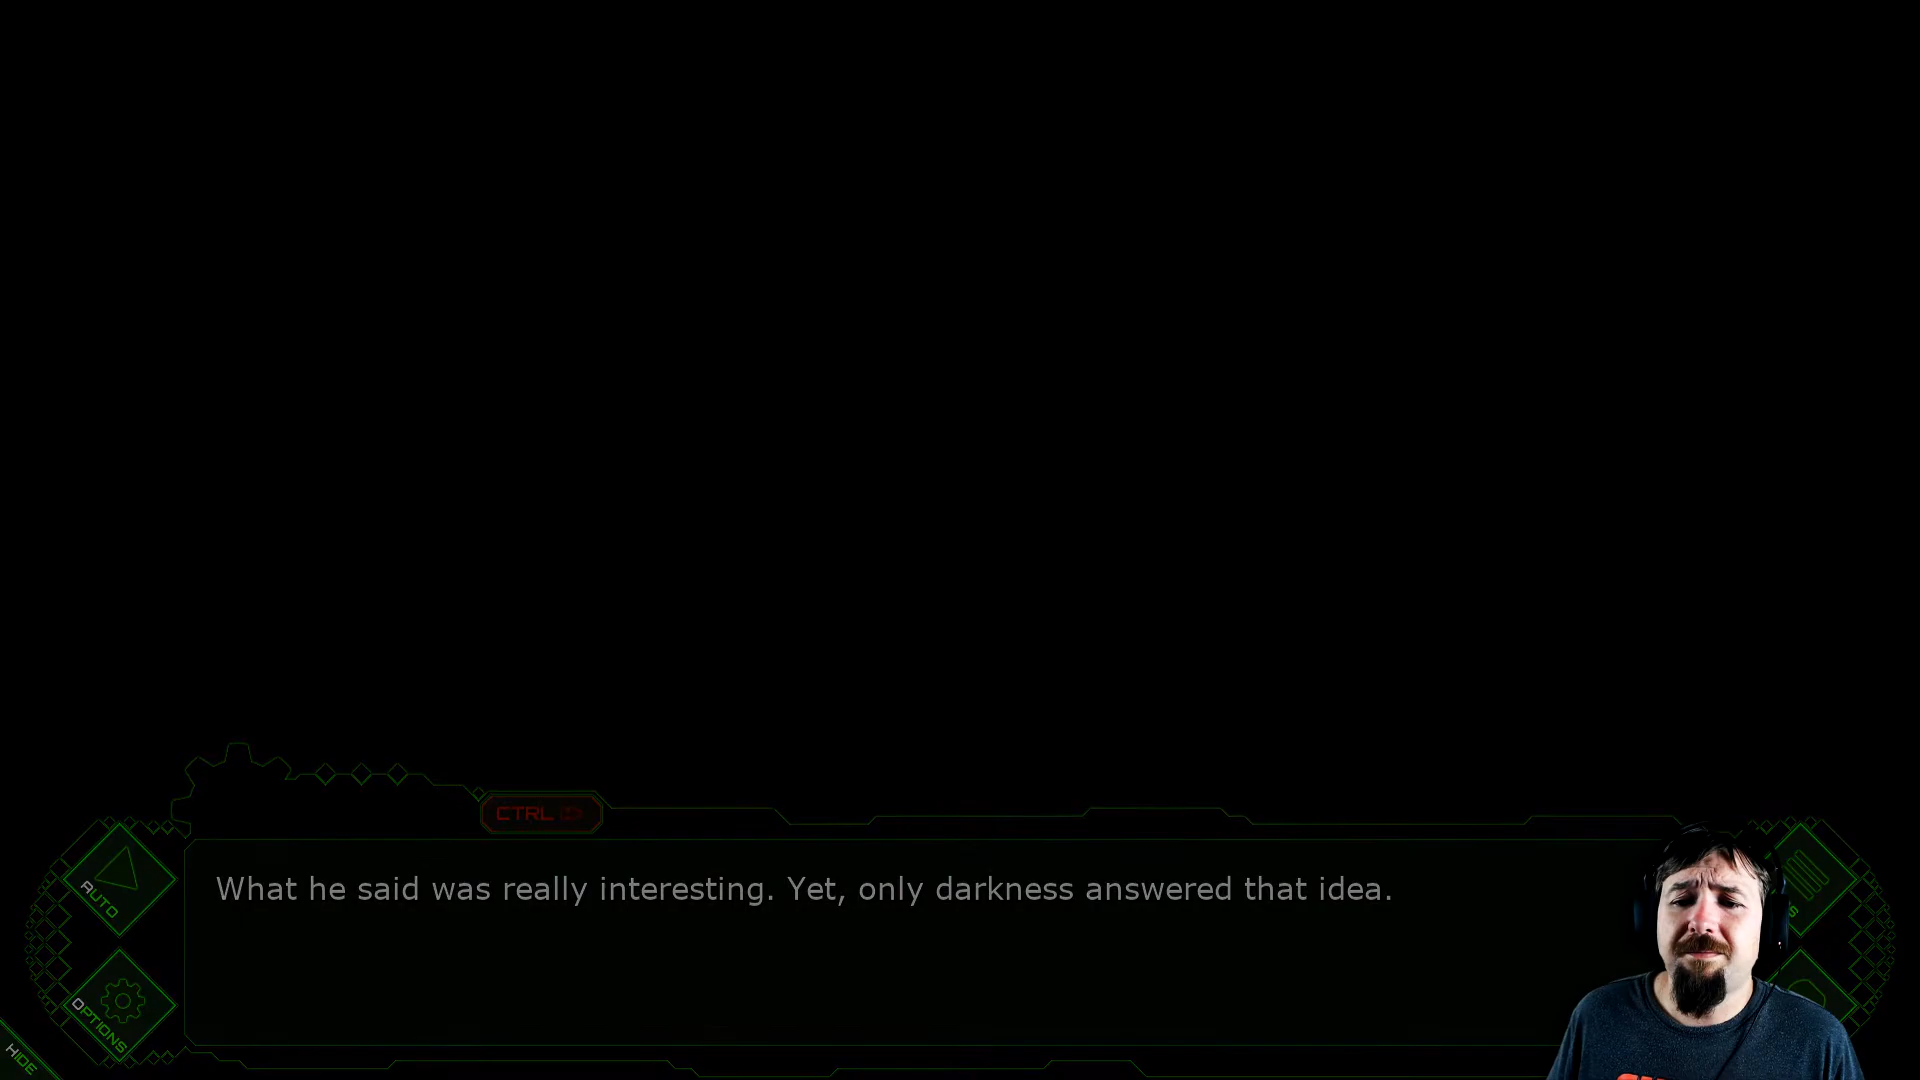 CTRL
What he said was really interesting. Yet, only darkness answered that idea.
AUTO
OPTIONS
HIDE